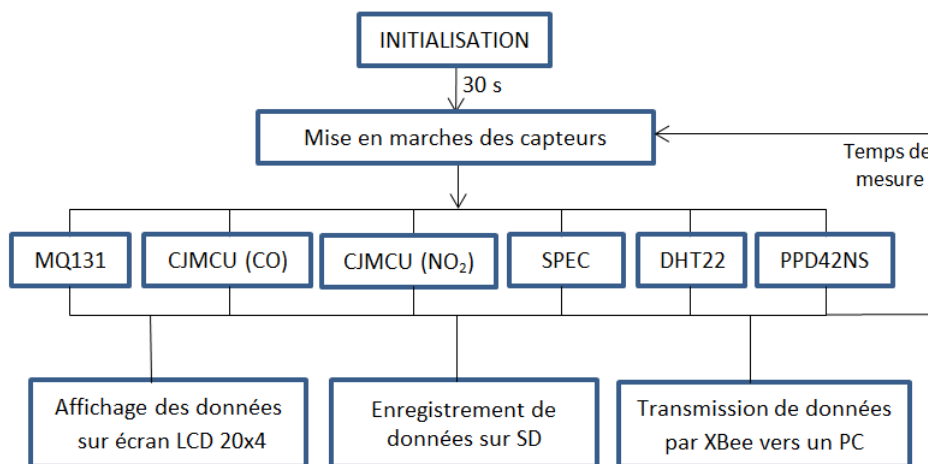 INITIALISATION
30 s
Mise en marches des capteurs
Temps de
mesure
MQ131
CJMCU (CO)
CJMCU (NO₂)
SPEC
DHT22
PPD42NS
Affichage des données
sur écran LCD 20x4
Enregistrement de
données sur SD
Transmission de données
par XBee vers un PC